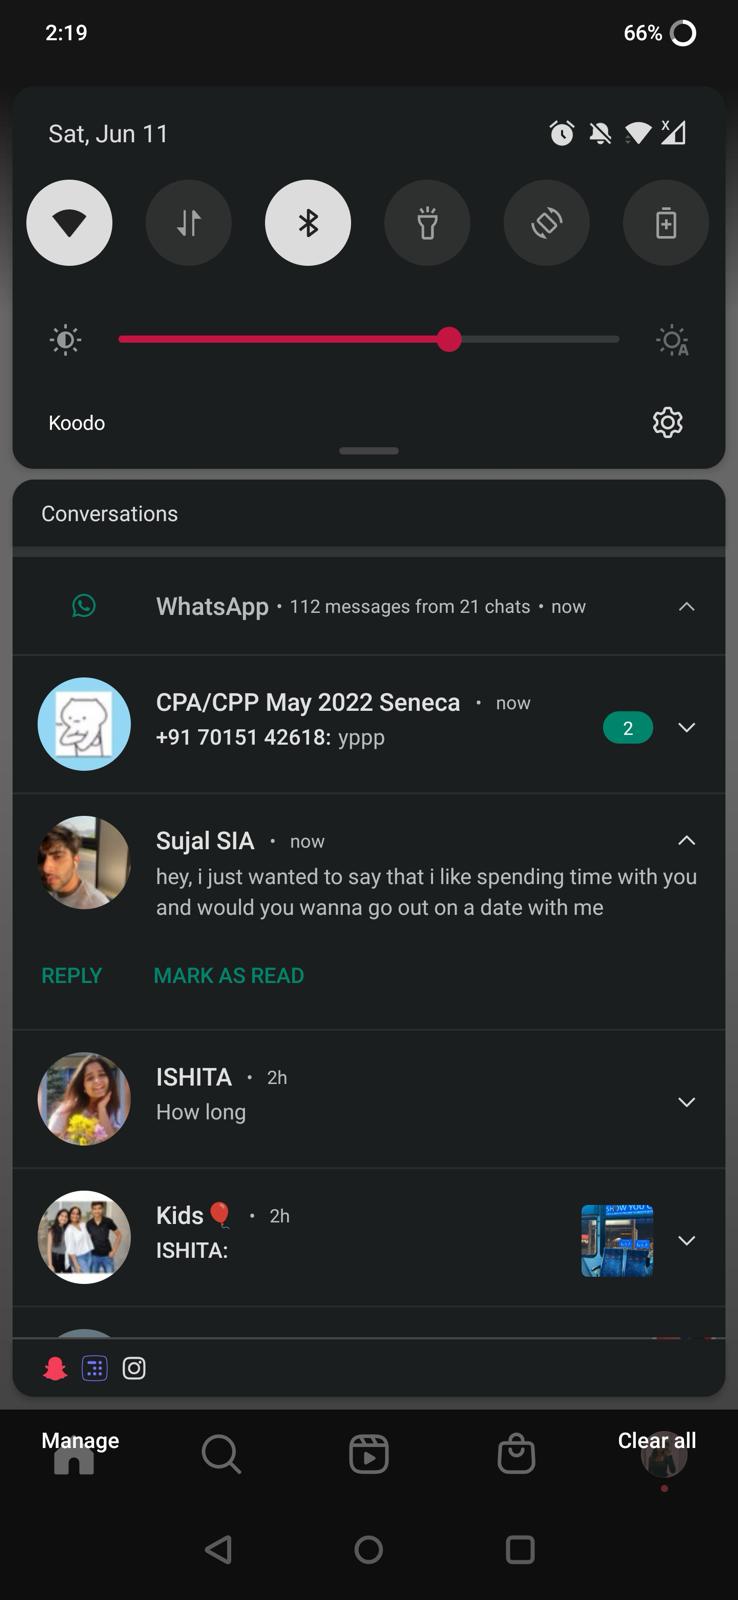 2:19
66%
Sat, Jun 11
Koodo
Conversations
WhatsApp • 112 messages from 21 chats • now
CPA/CPP May 2022 Seneca • now
+91 70151 42618: yppp
2
Sujal SIA • now
hey, i just wanted to say that i like spending time with you
and would you wanna go out on a date with me
REPLY MARK AS READ
ISHITA • 2h
How long
Kids🎈 • 2h
ISHITA:
Manage
Clear all